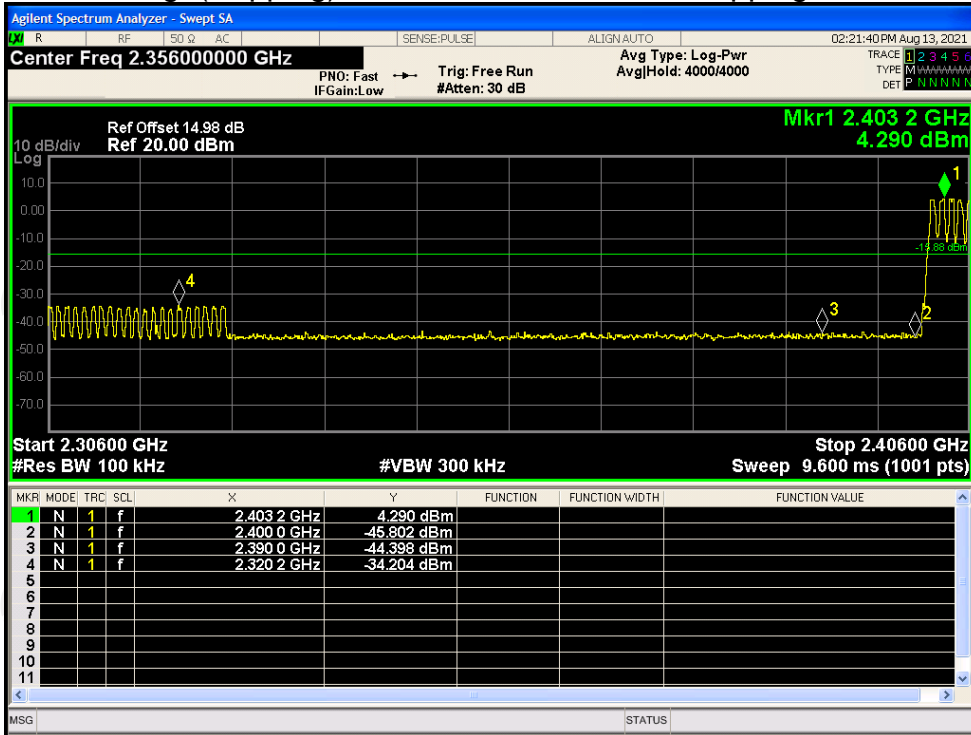 Agilent Spectrum Analyzer - Swept SA
LXI R RF 50 Ω AC SENSE:PULSE ALIGNAUTO 02:21:40 PM Aug 13, 2021
Center Freq 2.356000000 GHz
PNO: Fast Trig: Free Run
IFGain:Low #Atten: 30 dB
Avg Type: Log-Pwr
Avg|Hold: 4000/4000
TRACE 1 2 3 4 5 6
TYPE M
DET P N N N N N
Ref Offset 14.98 dB
10 dB/div Ref 20.00 dBm
Log
Mkr1 2.403 2 GHz
4.290 dBm
10.0
0.00
-10.0
-20.0
-30.0
-40.0
-50.0
-60.0
-70.0
1
-15.88 dBm
4
3
2
Start 2.30600 GHz Stop 2.40600 GHz
#Res BW 100 kHz #VBW 300 kHz Sweep 9.600 ms (1001 pts)
MKR MODE TRC SCL X Y FUNCTION FUNCTION WIDTH FUNCTION VALUE
1 N 1 f 2.403 2 GHz 4.290 dBm
2 N 1 f 2.400 0 GHz -45.802 dBm
3 N 1 f 2.390 0 GHz -44.398 dBm
4 N 1 f 2.320 2 GHz -34.204 dBm
5
6
7
8
9
10
11
MSG STATUS